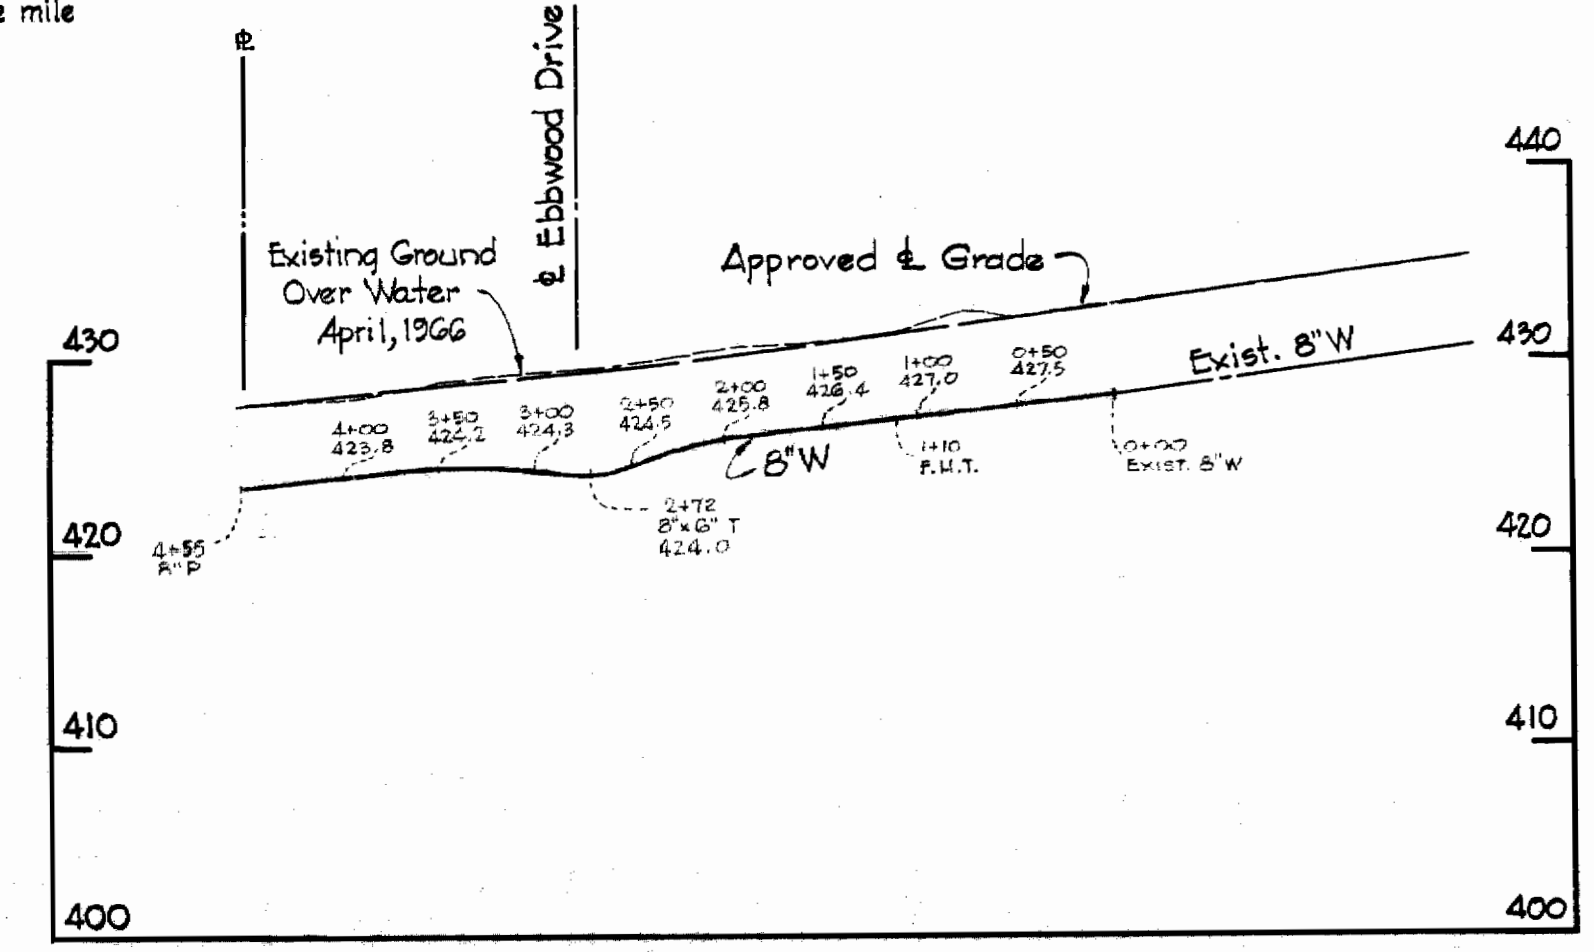 e mile
℄ Ebbwood Drive
440
Existing Ground
Over Water
April, 1966
Approved ℄ Grade
430
430
Exist. 8"W
4+00
423.8
3+50
424.2
3+00
424.3
2+50
424.5
2+00
425.8
1+50
426.4
1+00
427.0
0+50
427.5
8"W
1+10
F.H.T.
0+00
EXIST. 8"W
2+72
8"x6" T
424.0
4+55
8"P
420
420
410
410
400
400